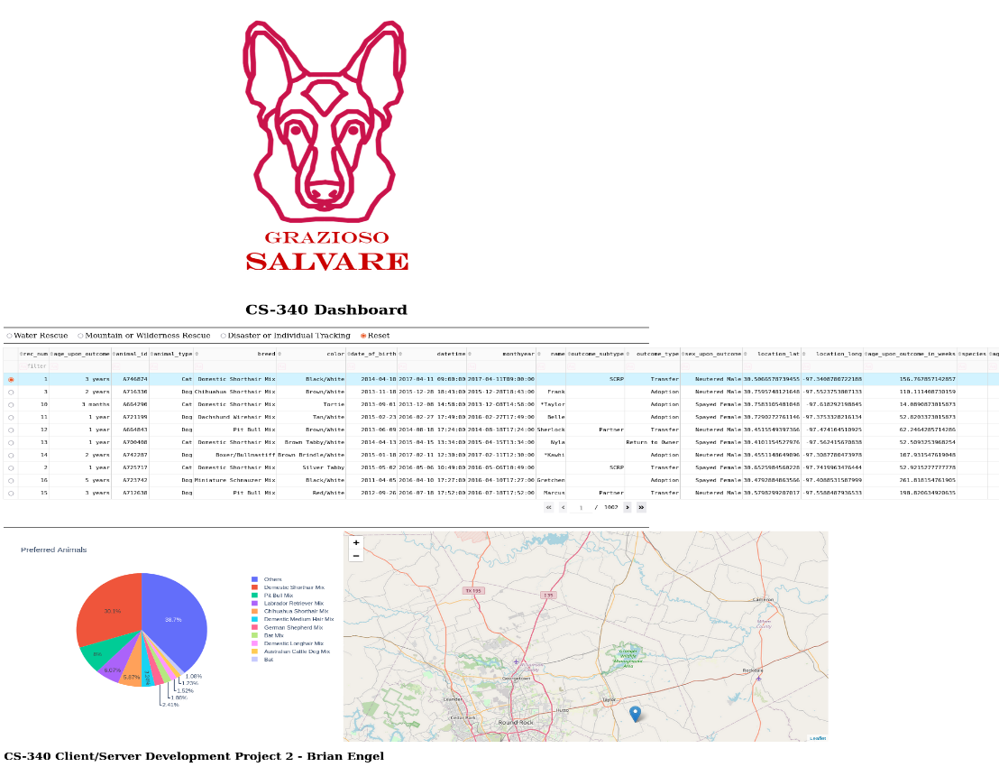 GRAZIOSO
SALVARE
CS-340 Dashboard
Water Rescue Mountain or Wilderness Rescue Disaster or Individual Tracking Reset
rec_num age_upon_outcome animal_id animal_type breed color date_of_birth datetime monthyear name outcome_subtype outcome_type sex_upon_outcome location_lat location_long age_upon_outcome_in_weeks species
filter
1 3 years A746874 Cat Domestic Shorthair Mix Black/White 2014-04-10 2017-04-11 09:00:00 2017-04-11T09:00:00 SCRP Transfer Neutered Male 30.5066578739455 -97.3408780722188 156.767857142857
3 2 years A716330 Dog Chihuahua Shorthair Mix Brown/White 2013-11-18 2015-12-28 18:43:00 2015-12-28T18:43:00 Frank Adoption Neutered Male 30.7595748121648 -97.5523753807133 110.111408730159
10 3 months A664290 Cat Domestic Shorthair Mix Tortie 2013-09-01 2013-12-08 14:58:00 2013-12-08T14:58:00 *Taylor Adoption Spayed Female 30.7583105481048 -97.618292198845 14.0890873015873
11 1 year A721199 Dog Dachshund Wirehair Mix Tan/White 2015-02-23 2016-02-27 17:49:00 2016-02-27T17:49:00 Belle Adoption Spayed Female 30.7290272761146 -97.3753328216134 52.8203373015873
12 1 year A664843 Dog Pit Bull Mix Brown/White 2013-06-09 2014-08-18 17:24:00 2014-08-18T17:24:00 Sherlock Partner Transfer Neutered Male 30.4515549397366 -97.474104510925 62.2464285714286
13 1 year A700408 Cat Domestic Shorthair Mix Brown Tabby/White 2014-04-13 2015-04-15 13:34:00 2015-04-15T13:34:00 Nyla Return to Owner Spayed Female 30.4101154527976 -97.562415670838 52.5093253968254
14 2 years A742287 Dog Boxer/Bullmastiff Brown Brindle/White 2015-01-18 2017-02-11 12:30:00 2017-02-11T12:30:00 *Kawhi Adoption Neutered Male 30.4551148649896 -97.3087780473978 107.931547619048
2 1 year A725717 Cat Domestic Shorthair Mix Silver Tabby 2015-05-02 2016-05-06 10:49:00 2016-05-06T10:49:00 SCRP Transfer Spayed Female 30.6525984560228 -97.7419963476444 52.9215277777778
16 5 years A723742 Dog Miniature Schnauzer Mix Black/White 2011-04-05 2016-04-10 17:27:00 2016-04-10T17:27:00 Gretchen Adoption Spayed Female 261.818154761905
15 3 years A712638 Dog Pit Bull Mix Red/White 2012-09-26 2016-07-18 17:52:00 2016-07-18T17:52:00 Marcus Partner Transfer Neutered Male 30.5798299287017 -97.5588487936533 198.820634920635
« ‹ 1 / 1002 › »
Preferred Animals
38.7%
30.1%
8%
6.67%
5.87%
2.41%
1.88%
1.52%
1.23%
1.08%
Others
Domestic Shorthair Mix
Pit Bull Mix
Labrador Retriever Mix
Chihuahua Shorthair Mix
Domestic Medium Hair Mix
German Shepherd Mix
Bat Mix
Domestic Longhair Mix
Australian Cattle Dog Mix
Bat
+
−
TX 195
I 35
Cameron
Milam
County
Granger
Wildlife
Management
Area
Rockdale
Georgetown
Leander
Taylor
Hutto
Cedar Park
Round Rock
Leaflet
CS-340 Client/Server Development Project 2 - Brian Engel